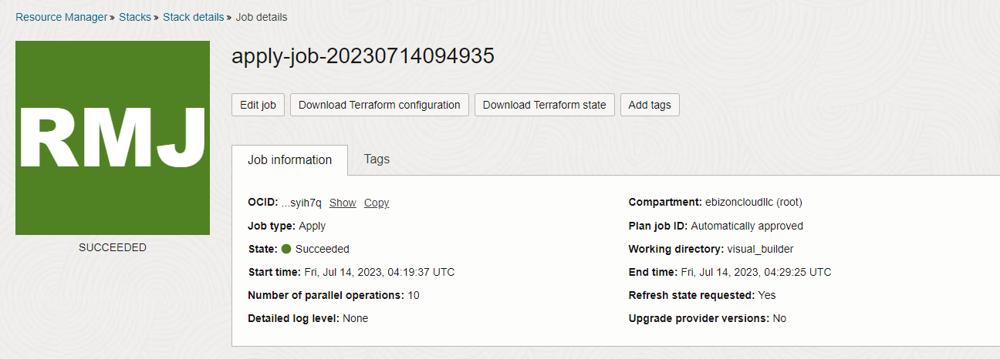 Resource Manager » Stacks » Stack details » Job details
RMJ
SUCCEEDED
apply-job-20230714094935
Edit job Download Terraform configuration Download Terraform state Add tags
Job information Tags
OCID: ...syih7q Show Copy
Job type: Apply
State: Succeeded
Start time: Fri, Jul 14, 2023, 04:19:37 UTC
Number of parallel operations: 10
Detailed log level: None
Compartment: ebizoncloudllc (root)
Plan job ID: Automatically approved
Working directory: visual_builder
End time: Fri, Jul 14, 2023, 04:29:25 UTC
Refresh state requested: Yes
Upgrade provider versions: No